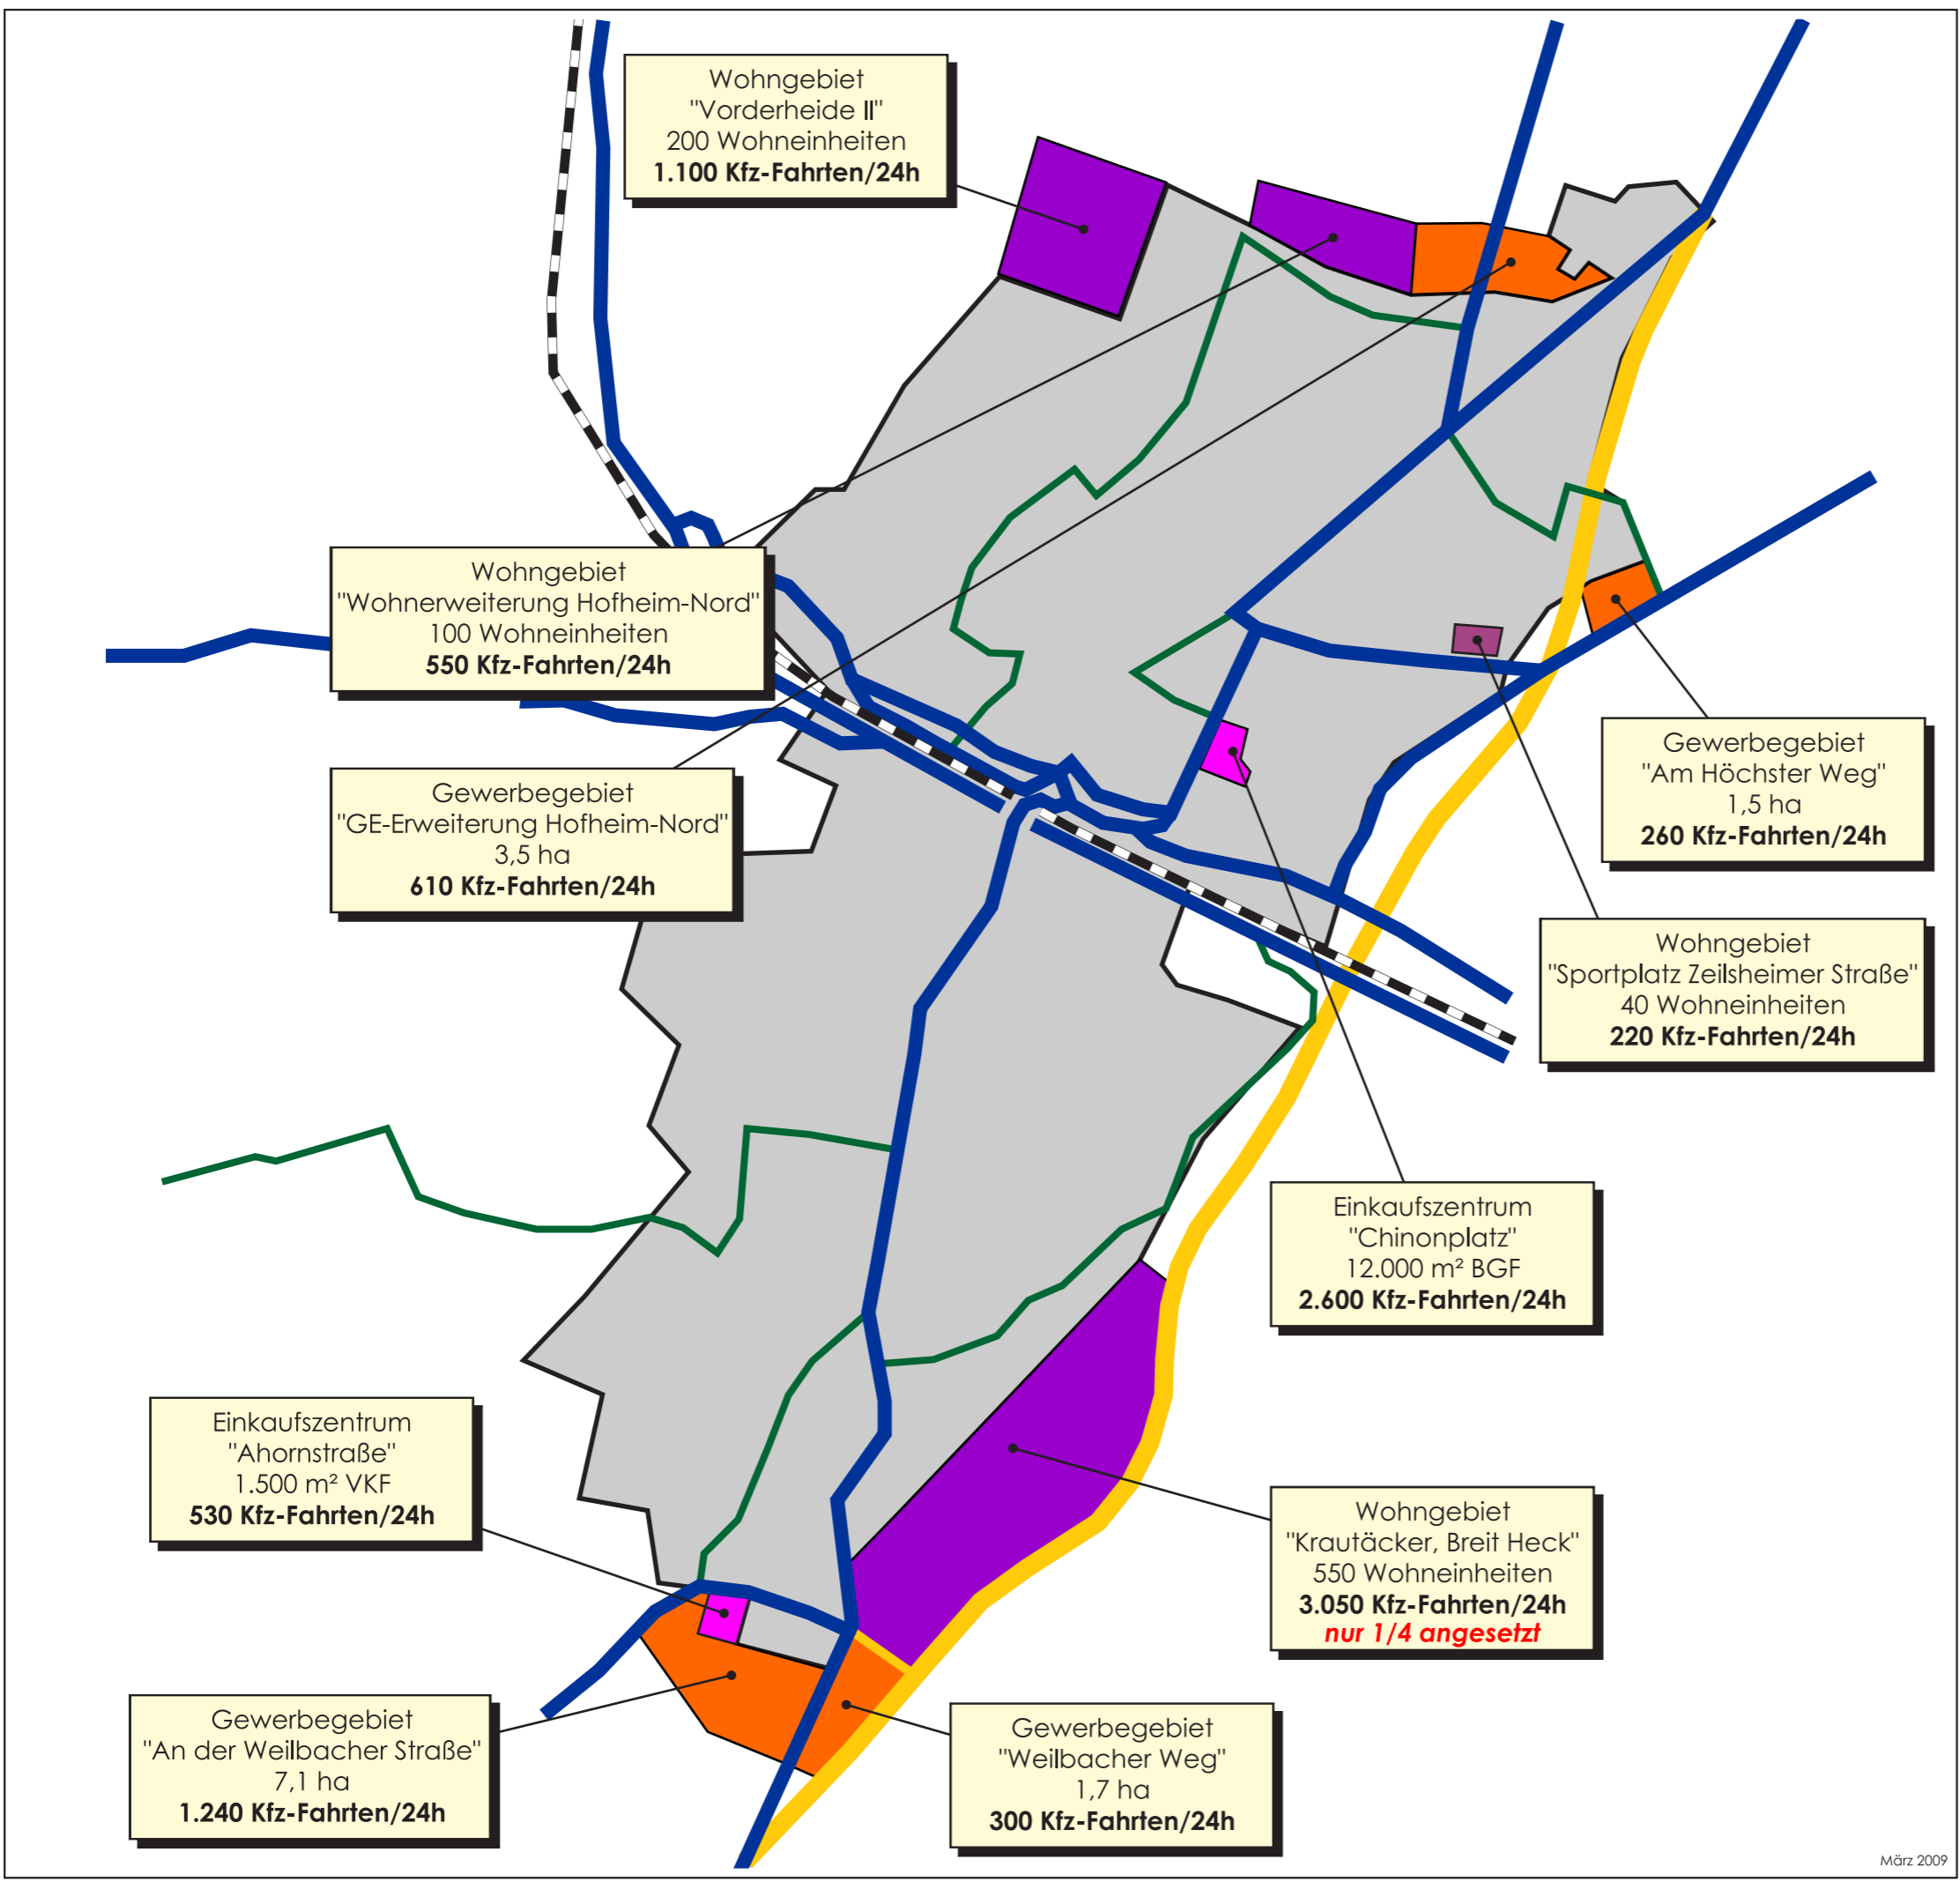 Wohngebiet
"Vorderheide II"
200 Wohneinheiten
1.100 Kfz-Fahrten/24h
Wohngebiet
"Wohnerweiterung Hofheim-Nord"
100 Wohneinheiten
550 Kfz-Fahrten/24h
Gewerbegebiet
"GE-Erweiterung Hofheim-Nord"
3,5 ha
610 Kfz-Fahrten/24h
Gewerbegebiet
"Am Höchster Weg"
1,5 ha
260 Kfz-Fahrten/24h
Wohngebiet
"Sportplatz Zeilsheimer Straße"
40 Wohneinheiten
220 Kfz-Fahrten/24h
Einkaufszentrum
"Chinonplatz"
12.000 m² BGF
2.600 Kfz-Fahrten/24h
Einkaufszentrum
"Ahornstraße"
1.500 m² VKF
530 Kfz-Fahrten/24h
Wohngebiet
"Krautäcker, Breit Heck"
550 Wohneinheiten
3.050 Kfz-Fahrten/24h
nur 1/4 angesetzt
Gewerbegebiet
"An der Weilbacher Straße"
7,1 ha
1.240 Kfz-Fahrten/24h
Gewerbegebiet
"Weilbacher Weg"
1,7 ha
300 Kfz-Fahrten/24h
März 2009